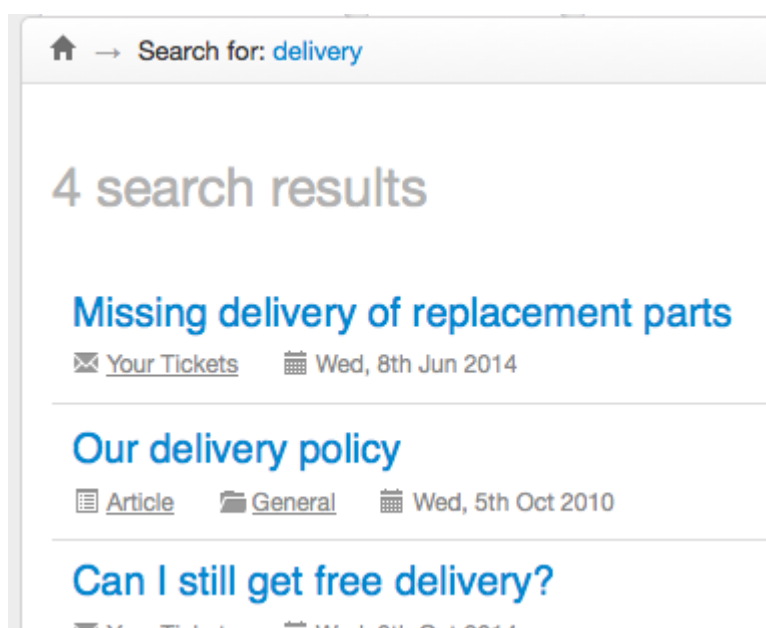 → Search for: delivery
4 search results
Missing delivery of replacement parts
Your Tickets Wed, 8th Jun 2014
Our delivery policy
Article General Wed, 5th Oct 2010
Can I still get free delivery?